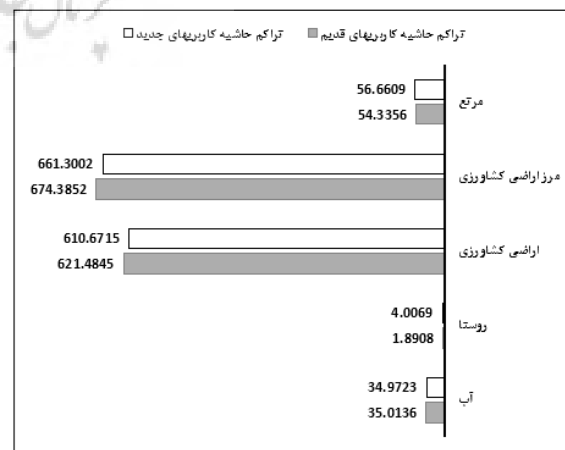 تراکم حاشیه کاربریهای قدیم تراکم حاشیه کاربریهای جدید
56.6609
مرتع
54.3356
661.3002
مرز اراضی کشاورزی
674.3852
610.6715
اراضی کشاورزی
621.4845
4.0069
روستا
1.8908
34.9723
آب
35.0136